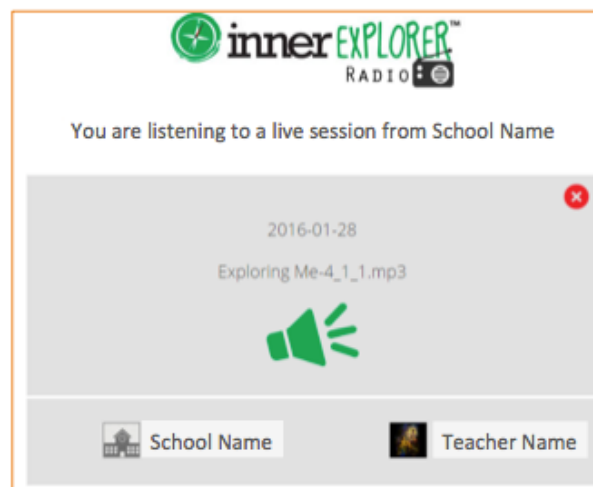 inner EXPLORER™
RADIO
You are listening to a live session from School Name
2016-01-28
Exploring Me-4_1_1.mp3
School Name
Teacher Name